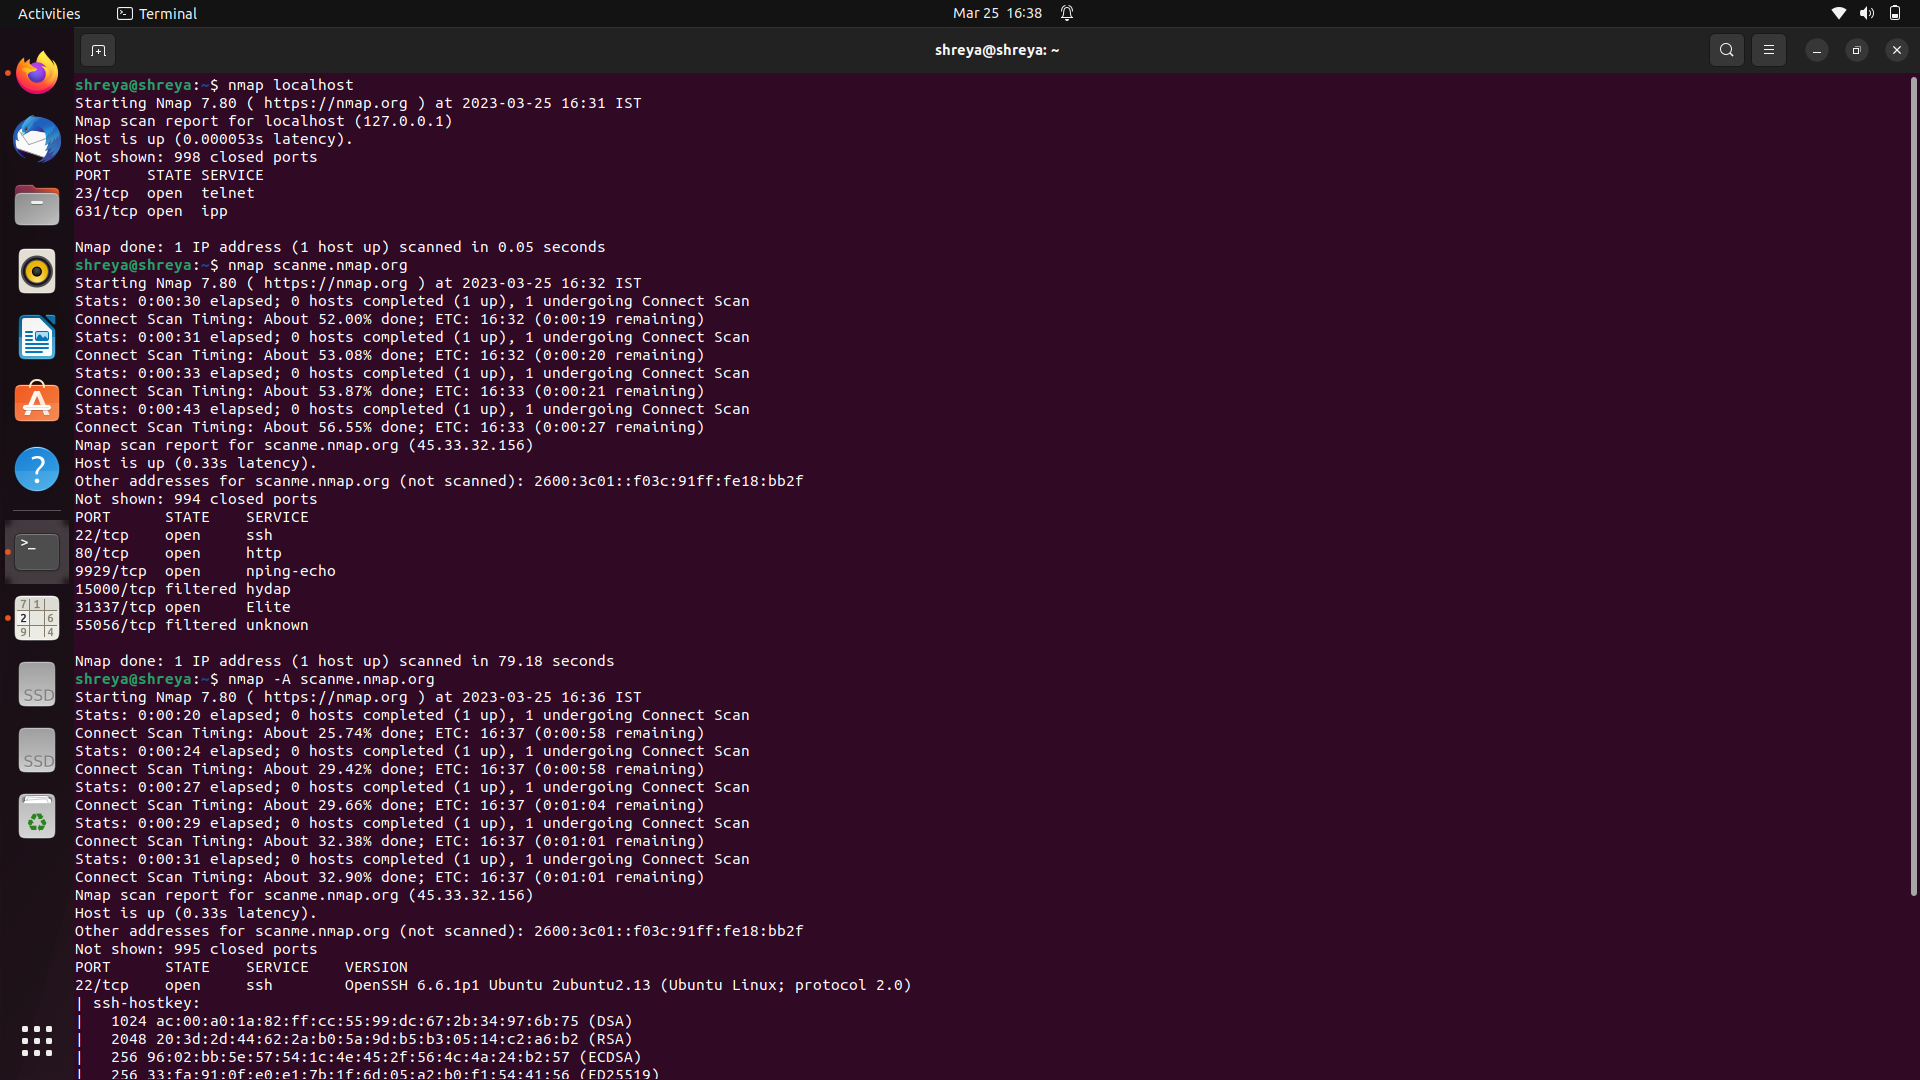 Activities Terminal Mar 25 16:38
shreya@shreya: ~
shreya@shreya:~$ nmap localhost
Starting Nmap 7.80 ( https://nmap.org ) at 2023-03-25 16:31 IST
Nmap scan report for localhost (127.0.0.1)
Host is up (0.000053s latency).
Not shown: 998 closed ports
PORT    STATE SERVICE
23/tcp  open  telnet
631/tcp open  ipp
Nmap done: 1 IP address (1 host up) scanned in 0.05 seconds
shreya@shreya:~$ nmap scanme.nmap.org
Starting Nmap 7.80 ( https://nmap.org ) at 2023-03-25 16:32 IST
Stats: 0:00:30 elapsed; 0 hosts completed (1 up), 1 undergoing Connect Scan
Connect Scan Timing: About 52.00% done; ETC: 16:32 (0:00:19 remaining)
Stats: 0:00:31 elapsed; 0 hosts completed (1 up), 1 undergoing Connect Scan
Connect Scan Timing: About 53.08% done; ETC: 16:32 (0:00:20 remaining)
Stats: 0:00:33 elapsed; 0 hosts completed (1 up), 1 undergoing Connect Scan
Connect Scan Timing: About 53.87% done; ETC: 16:33 (0:00:21 remaining)
Stats: 0:00:43 elapsed; 0 hosts completed (1 up), 1 undergoing Connect Scan
Connect Scan Timing: About 56.55% done; ETC: 16:33 (0:00:27 remaining)
Nmap scan report for scanme.nmap.org (45.33.32.156)
Host is up (0.33s latency).
Other addresses for scanme.nmap.org (not scanned): 2600:3c01::f03c:91ff:fe18:bb2f
Not shown: 994 closed ports
PORT      STATE    SERVICE
22/tcp    open     ssh
80/tcp    open     http
9929/tcp  open     nping-echo
15000/tcp filtered hydap
31337/tcp open     Elite
55056/tcp filtered unknown
Nmap done: 1 IP address (1 host up) scanned in 79.18 seconds
shreya@shreya:~$ nmap -A scanme.nmap.org
Starting Nmap 7.80 ( https://nmap.org ) at 2023-03-25 16:36 IST
Stats: 0:00:20 elapsed; 0 hosts completed (1 up), 1 undergoing Connect Scan
Connect Scan Timing: About 25.74% done; ETC: 16:37 (0:00:58 remaining)
Stats: 0:00:24 elapsed; 0 hosts completed (1 up), 1 undergoing Connect Scan
Connect Scan Timing: About 29.42% done; ETC: 16:37 (0:00:58 remaining)
Stats: 0:00:27 elapsed; 0 hosts completed (1 up), 1 undergoing Connect Scan
Connect Scan Timing: About 29.66% done; ETC: 16:37 (0:01:04 remaining)
Stats: 0:00:29 elapsed; 0 hosts completed (1 up), 1 undergoing Connect Scan
Connect Scan Timing: About 32.38% done; ETC: 16:37 (0:01:01 remaining)
Stats: 0:00:31 elapsed; 0 hosts completed (1 up), 1 undergoing Connect Scan
Connect Scan Timing: About 32.90% done; ETC: 16:37 (0:01:01 remaining)
Nmap scan report for scanme.nmap.org (45.33.32.156)
Host is up (0.33s latency).
Other addresses for scanme.nmap.org (not scanned): 2600:3c01::f03c:91ff:fe18:bb2f
Not shown: 995 closed ports
PORT      STATE    SERVICE    VERSION
22/tcp    open     ssh        OpenSSH 6.6.1p1 Ubuntu 2ubuntu2.13 (Ubuntu Linux; protocol 2.0)
| ssh-hostkey:
|   1024 ac:00:a0:1a:82:ff:cc:55:99:dc:67:2b:34:97:6b:75 (DSA)
|   2048 20:3d:2d:44:62:2a:b0:5a:9d:b5:b3:05:14:c2:a6:b2 (RSA)
|   256 96:02:bb:5e:57:54:1c:4e:45:2f:56:4c:4a:24:b2:57 (ECDSA)
|   256 33:fa:91:0f:e0:e1:7b:1f:6d:05:a2:b0:f1:54:41:56 (ED25519)
7 1
2 6
9 4
SSD
SSD